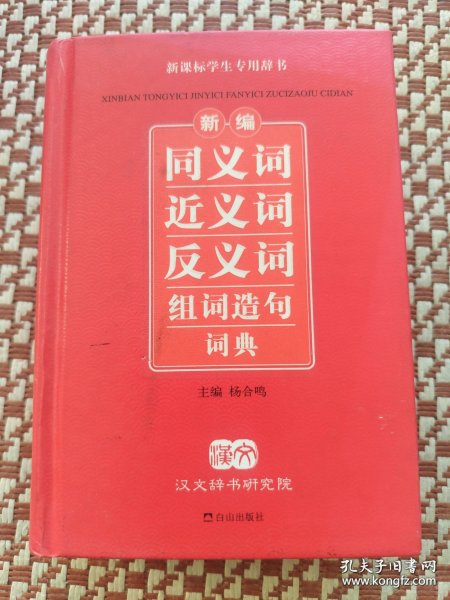 新课标学生专用辞书
XINBIAN TONGYICI JINYICI FANYICI ZUCIZAOJU CIDIAN
新编
同义词
近义词
反义词
组词造句
词典
主编 杨合鸣
漢文
汉文辞书研究院
白山出版社
孔夫子旧书网
www.kongfz.com